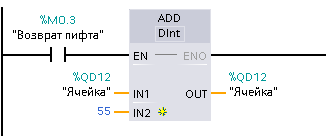 %M0.3
"Возврат лифта"
ADD
DInt
EN
ENO
%QD12
"Ячейка"
IN1
OUT
%QD12
"Ячейка"
55
IN2